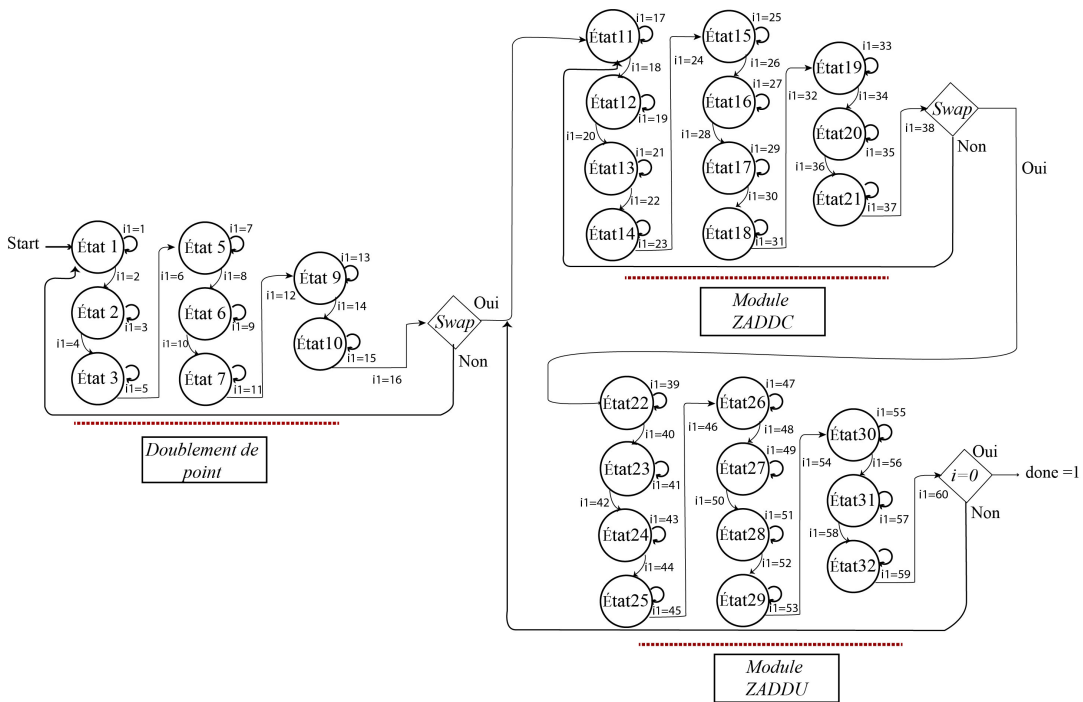 Start
État 1
i1=1
i1=2
État 2
i1=3
i1=4
État 3
i1=5
i1=6
État 5
i1=7
i1=8
État 6
i1=9
i1=10
État 7
i1=11
i1=12
État 9
i1=13
i1=14
État10
i1=15
i1=16
Swap
Oui
Non
Doublement de
point
État11
i1=17
i1=18
État12
i1=19
i1=20
État13
i1=21
i1=22
État14
i1=23
i1=24
État15
i1=25
i1=26
État16
i1=27
i1=28
État17
i1=29
i1=30
État18
i1=31
i1=32
État19
i1=33
i1=34
État20
i1=35
i1=36
État21
i1=37
i1=38
Swap
Non
Oui
Module
ZADDC
État22
i1=39
i1=40
État23
i1=41
i1=42
État24
i1=43
i1=44
État25
i1=45
i1=46
État26
i1=47
i1=48
État27
i1=49
i1=50
État28
i1=51
i1=52
État29
i1=53
i1=54
État30
i1=55
i1=56
État31
i1=57
i1=58
État32
i1=59
i1=60
i=0
Oui
done =1
Non
Module
ZADDU